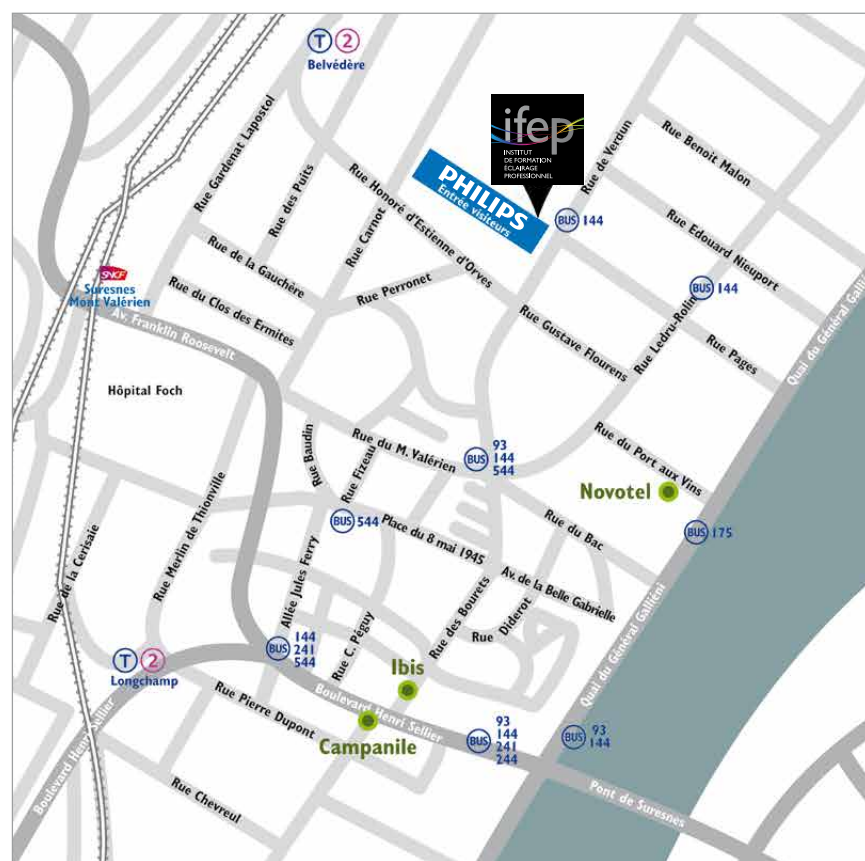 T 2
Belvédère
ifep
INSTITUT
DE FORMATION
ÉCLAIRAGE
PROFESSIONNEL
PHILIPS
Entrée visiteurs
Rue de Verdun
Rue Benoit Malon
Rue Gardenat Lapostol
Rue des Puits
Rue Carnot
Rue Honoré d'Estienne d'Orves
BUS 144
Rue Edouard Nieuport
Rue de la Gauchère
Rue Perronet
BUS 144
SNCF
Suresnes
Mont Valérien
Rue du Clos des Ermites
Av. Franklin Roosevelt
Rue Gustave Flourens
Rue Ledru-Rolin
Rue Pages
Quai du Général Galliéni
Hôpital Foch
Rue Baudin
Rue du M. Valérien
Rue Fizeau
BUS
93
144
544
Rue du Port aux Vins
Novotel
Rue Merlin de Thionville
Rue de la Cerisaie
BUS 544
Place du 8 mai 1945
Rue du Bac
BUS 175
Allée Jules Ferry
Av. de la Belle Gabrielle
Rue des Bourets
Rue Diderot
Rue C. Péguy
BUS
144
241
544
T 2
Longchamp
Ibis
Quai du Général Galliéni
Rue Pierre Dupont
Boulevard Henri Sellier
Campanile
BUS
93
144
241
244
BUS
93
144
Boulevard Henri Sellier
Rue Chevreul
Pont de Suresnes